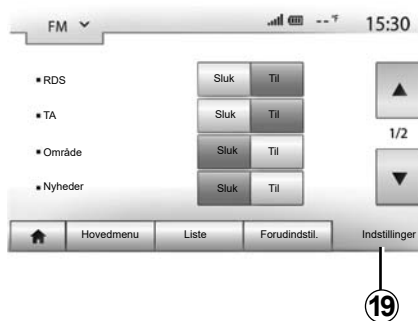 FM
--°F
15:30
RDS
Sluk
Til
TA
Sluk
Til
1/2
Område
Sluk
Til
Nyheder
Sluk
Til
Hovedmenu
Liste
Forudindstil.
Indstillinger
19